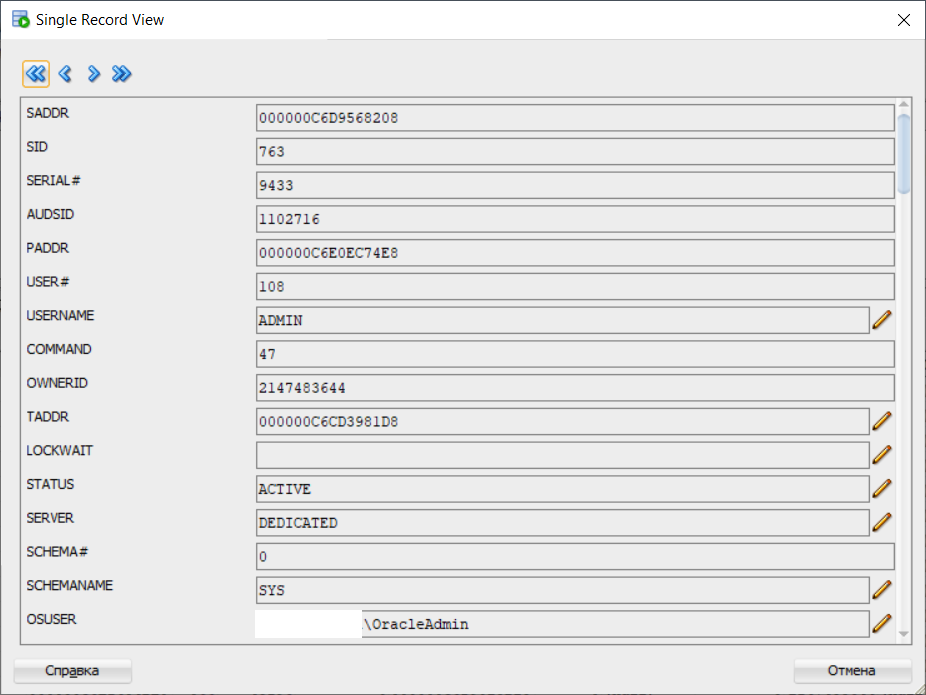 Single Record View
SADDR 000000C6D9568208
SID 763
SERIAL# 9433
AUDSID 1102716
PADDR 000000C6E0EC74E8
USER# 108
USERNAME ADMIN
COMMAND 47
OWNERID 2147483644
TADDR 000000C6CD3981D8
LOCKWAIT
STATUS ACTIVE
SERVER DEDICATED
SCHEMA# 0
SCHEMANAME SYS
OSUSER \OracleAdmin
Справка Отмена